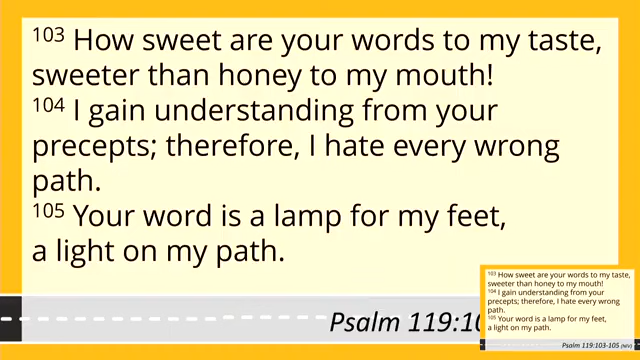 103 How sweet are your words to my taste,
sweeter than honey to my mouth!
104 I gain understanding from your
precepts; therefore, I hate every wrong
path.
105 Your word is a lamp for my feet,
a light on my path.
Psalm 119:10
103 How sweet are your words to my taste,
sweeter than honey to my mouth!
104 I gain understanding from your
precepts; therefore, I hate every wrong
path.
105 Your word is a lamp for my feet,
a light on my path.
Psalm 119:103-105 (NIV)